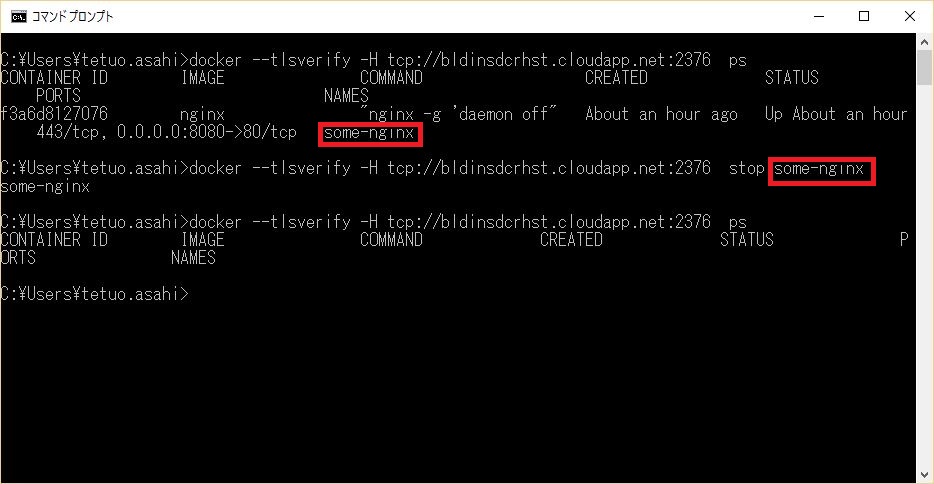 コマンド プロンプト
C:¥Users¥tetuo.asahi>docker --tlsverify -H tcp://bldinsdcrhst.cloudapp.net:2376  ps
CONTAINER ID        IMAGE               COMMAND                  CREATED             STATUS
    PORTS                           NAMES
f3a6d8127076        nginx               "nginx -g 'daemon off"   About an hour ago   Up About an hour
    443/tcp, 0.0.0.0:8080->80/tcp   some-nginx
C:¥Users¥tetuo.asahi>docker --tlsverify -H tcp://bldinsdcrhst.cloudapp.net:2376  stop some-nginx
some-nginx
C:¥Users¥tetuo.asahi>docker --tlsverify -H tcp://bldinsdcrhst.cloudapp.net:2376  ps
CONTAINER ID        IMAGE               COMMAND             CREATED             STATUS              P
ORTS               NAMES
C:¥Users¥tetuo.asahi>